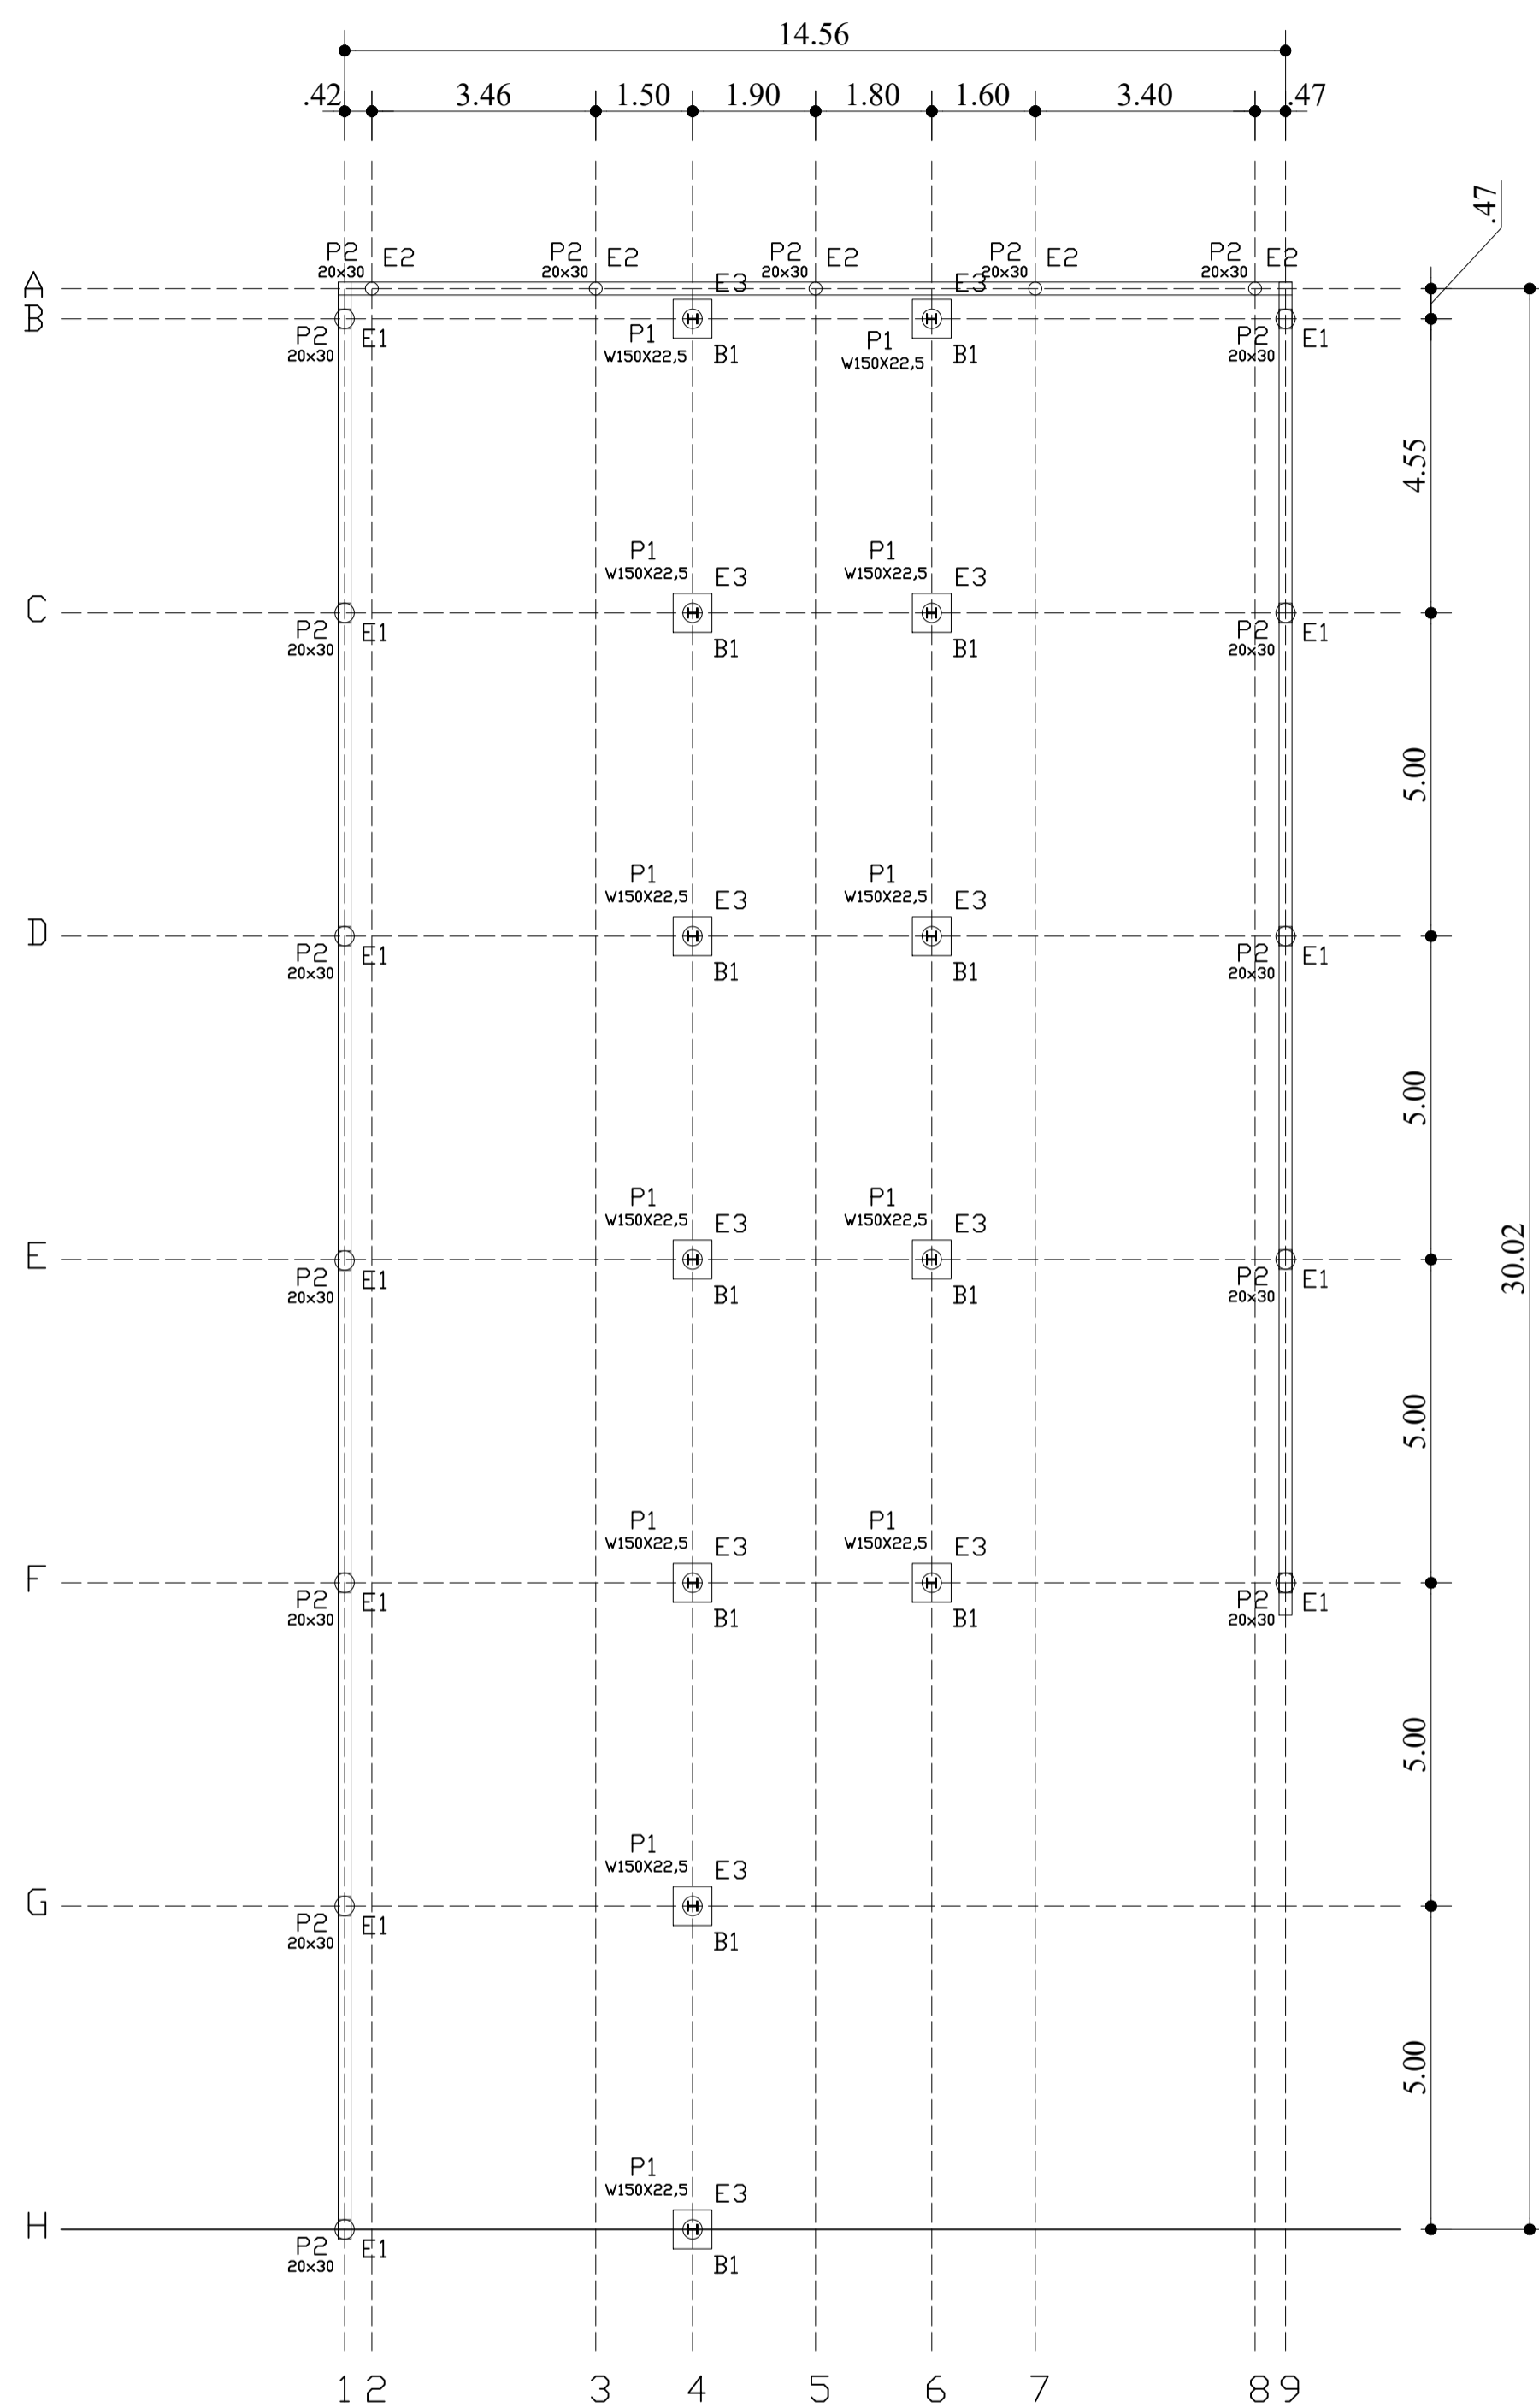 14.56
.42 3.46 1.50 1.90 1.80 1.60 3.40 .47
.47
P2 E2 P2 E2 P2 E2 P2 E2 P2 E2
20x30 20x30 20x30 20x30 20x30
A E3 E3
B
P2 E1 P1 P1 P2 E1
20x30 W150X22,5 B1 W150X22,5 B1 20x30
4.55
P1 P1
W150X22,5 E3 W150X22,5 E3
C
P2 E1 B1 B1 P2 E1
20x30 20x30
5.00
P1 P1
W150X22,5 E3 W150X22,5 E3
D
P2 E1 B1 B1 P2 E1
20x30 20x30
5.00
P1 P1
W150X22,5 E3 W150X22,5 E3
E
P2 E1 B1 B1 P2 E1
20x30 20x30
30.02
5.00
P1 P1
W150X22,5 E3 W150X22,5 E3
F
P2 E1 B1 B1 P2 E1
20x30 20x30
5.00
P1
W150X22,5 E3
G
P2 E1 B1
20x30
5.00
P1
W150X22,5 E3
H
P2 E1 B1
20x30
1 2 3 4 5 6 7 8 9